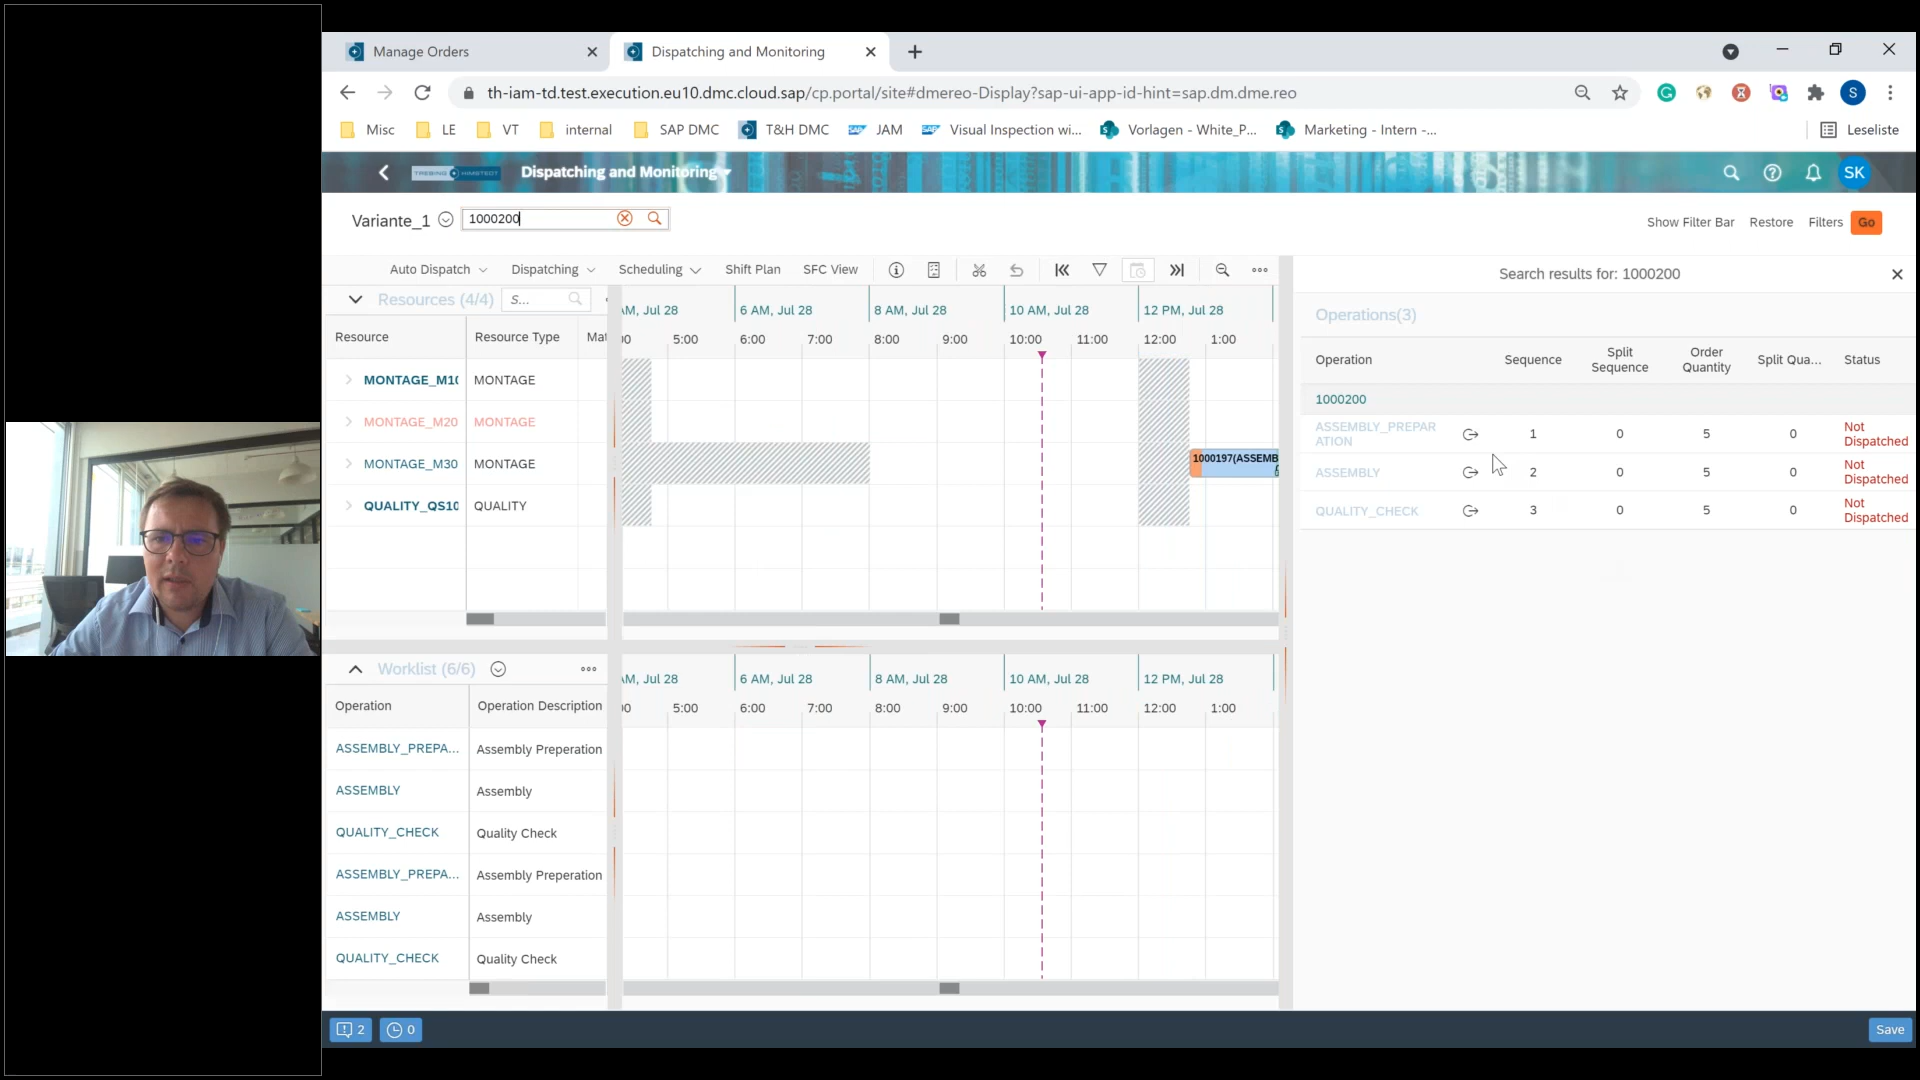 Manage Orders
Dispatching and Monitoring
th-iam-td.test.execution.eu10.dmc.cloud.sap/cp.portal/site#dmereo-Display?sap-ui-app-id-hint=sap.dm.dme.reo
S
Misc
LE
VT
internal
SAP DMC
T&H DMC
JAM
Visual Inspection wi...
Vorlagen - White_P...
Marketing - Intern -...
Leseliste
TREBING HIMSTEDT
Dispatching and Monitoring
SK
Variante_1
1000200
Show Filter Bar
Restore
Filters
Go
Auto Dispatch
Dispatching
Scheduling
Shift Plan
SFC View
Search results for: 1000200
Resources (4/4)
S...
AM, Jul 28
6 AM, Jul 28
8 AM, Jul 28
10 AM, Jul 28
12 PM, Jul 28
Resource
Resource Type
Mat
00
5:00
6:00
7:00
8:00
9:00
10:00
11:00
12:00
1:00
MONTAGE_M10
MONTAGE
MONTAGE_M20
MONTAGE
MONTAGE_M30
MONTAGE
1000197(ASSEMB
QUALITY_QS10
QUALITY
Operations(3)
Operation
Sequence
Split Sequence
Order Quantity
Split Qua...
Status
1000200
ASSEMBLY_PREPARATION
1
0
5
0
Not Dispatched
ASSEMBLY
2
0
5
0
Not Dispatched
QUALITY_CHECK
3
0
5
0
Not Dispatched
Worklist (6/6)
AM, Jul 28
6 AM, Jul 28
8 AM, Jul 28
10 AM, Jul 28
12 PM, Jul 28
Operation
Operation Description
00
5:00
6:00
7:00
8:00
9:00
10:00
11:00
12:00
1:00
ASSEMBLY_PREPA...
Assembly Preperation
ASSEMBLY
Assembly
QUALITY_CHECK
Quality Check
ASSEMBLY_PREPA...
Assembly Preperation
ASSEMBLY
Assembly
QUALITY_CHECK
Quality Check
2
0
Save